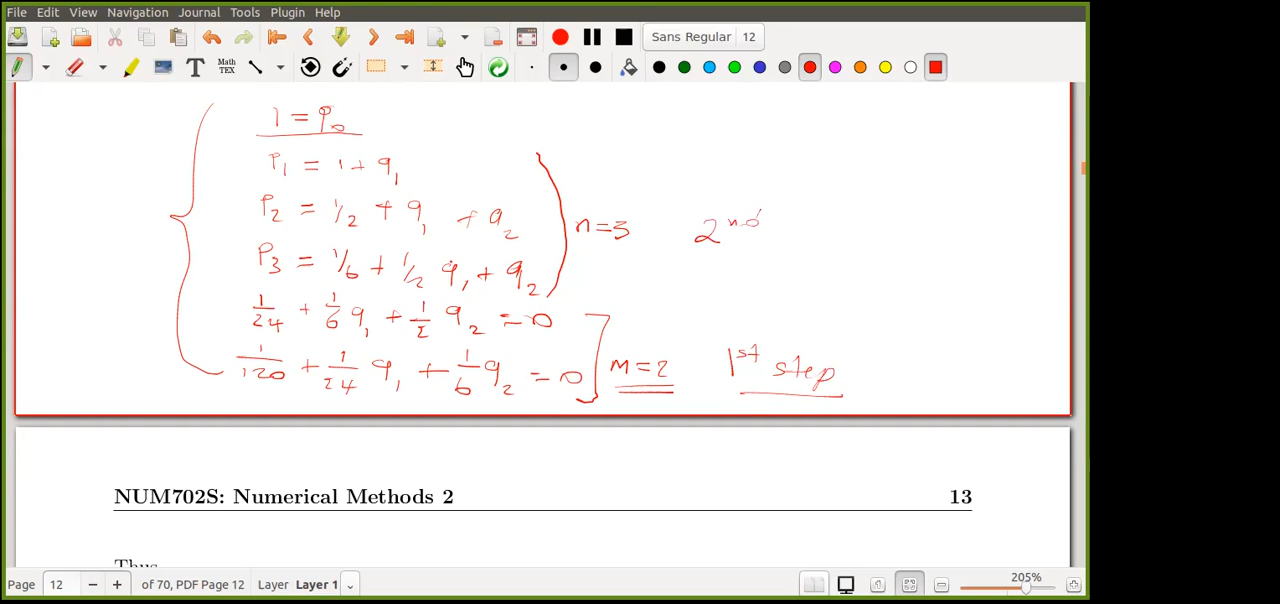 File Edit View Navigation Journal Tools Plugin Help
Sans Regular 12
Math TEX
1 = P₀
P₁ = 1 + q₁
P₂ = 1/2 + q₁ + q₂
n=3 2nd
P₃ = 1/6 + 1/2 q₁ + q₂
1/24 + 1/6 q₁ + 1/2 q₂ = 0
1/120 + 1/24 q₁ + 1/6 q₂ = 0
m=2 1st step
NUM702S: Numerical Methods 2 13
Thus
Page 12 of 70, PDF Page 12 Layer Layer 1 205%